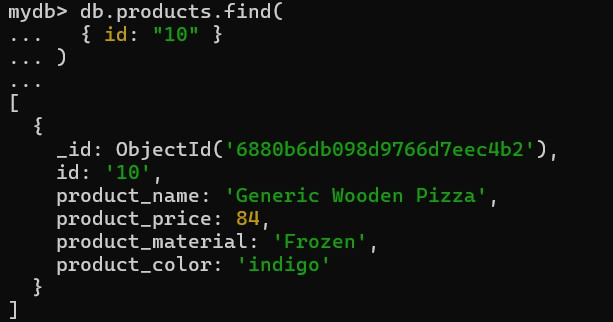 mydb> db.products.find(
...   { id: "10" }
... )
...
[
  {
    _id: ObjectId('6880b6db098d9766d7eec4b2'),
    id: '10',
    product_name: 'Generic Wooden Pizza',
    product_price: 84,
    product_material: 'Frozen',
    product_color: 'indigo'
  }
]